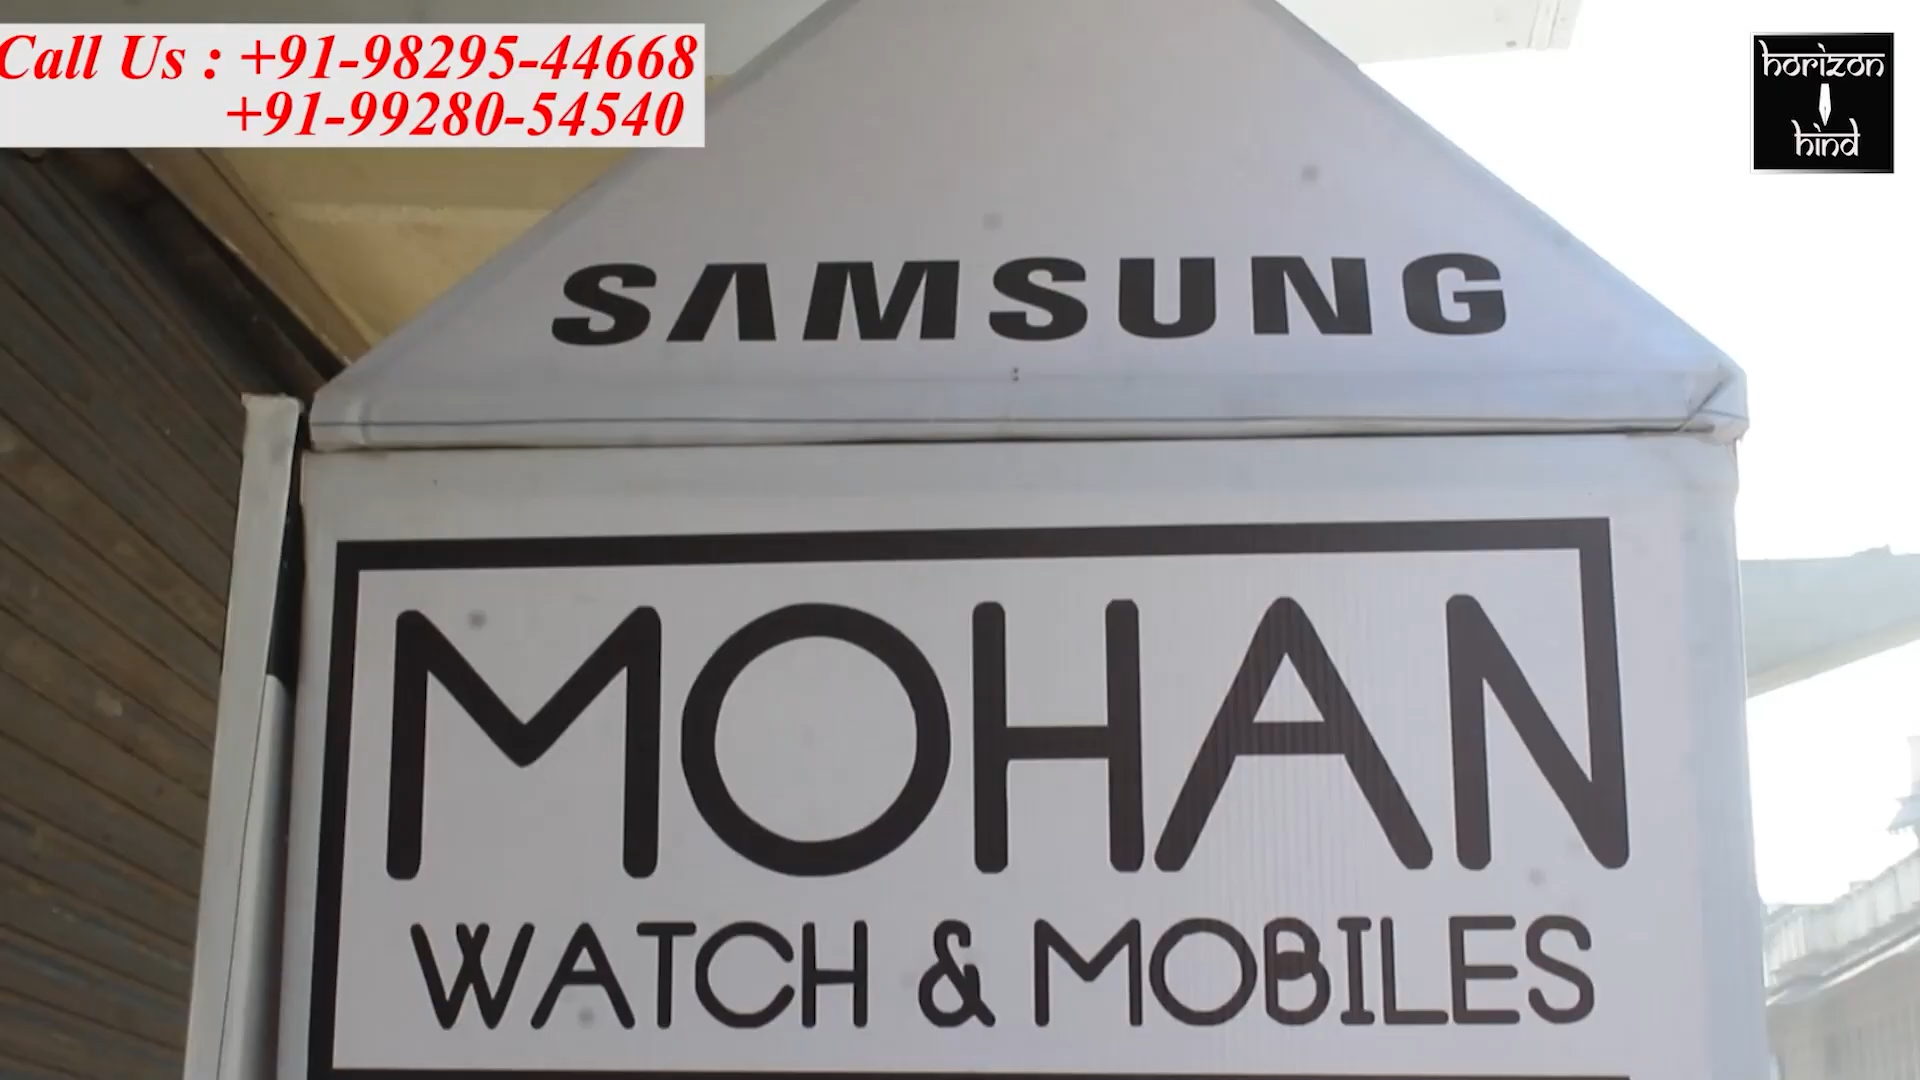 Call Us : +91-98295-44668
+91-99280-54540
horizon
hind
SAMSUNG
MOHAN
WATCH & MOBILES